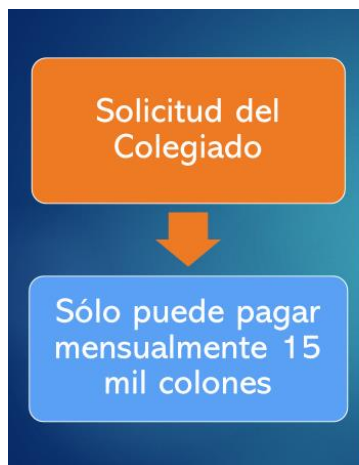 Solicitud del
Colegiado
Sólo puede pagar
mensualmente 15
mil colones